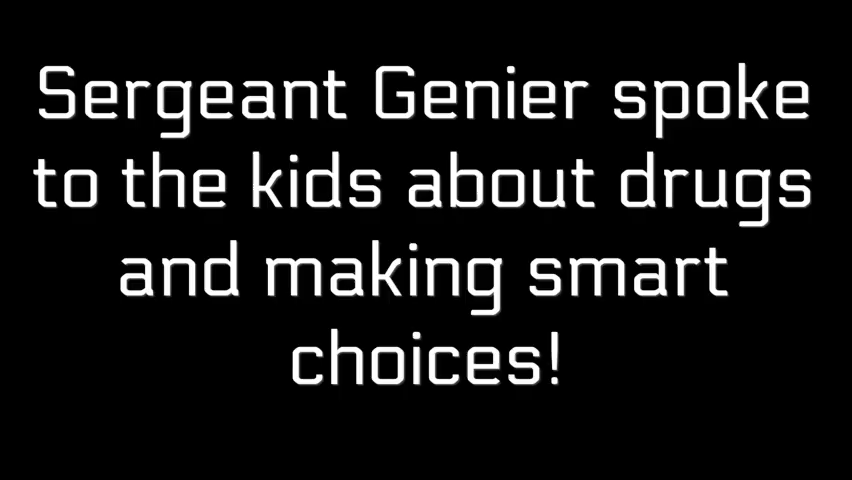 Sergeant Genier spoke
to the kids about drugs
and making smart
choices!